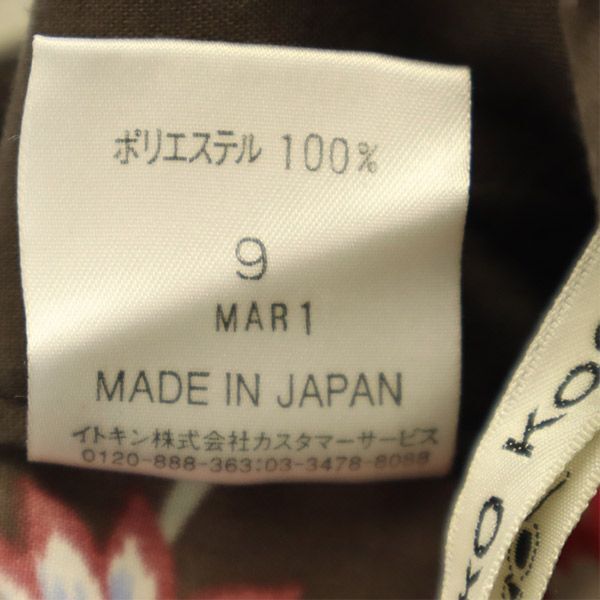 ポリエステル 100%
9
MAR1
MADE IN JAPAN
イトキン株式会社カスタマーサービス
0120-888-363:03-3478-8088
KO